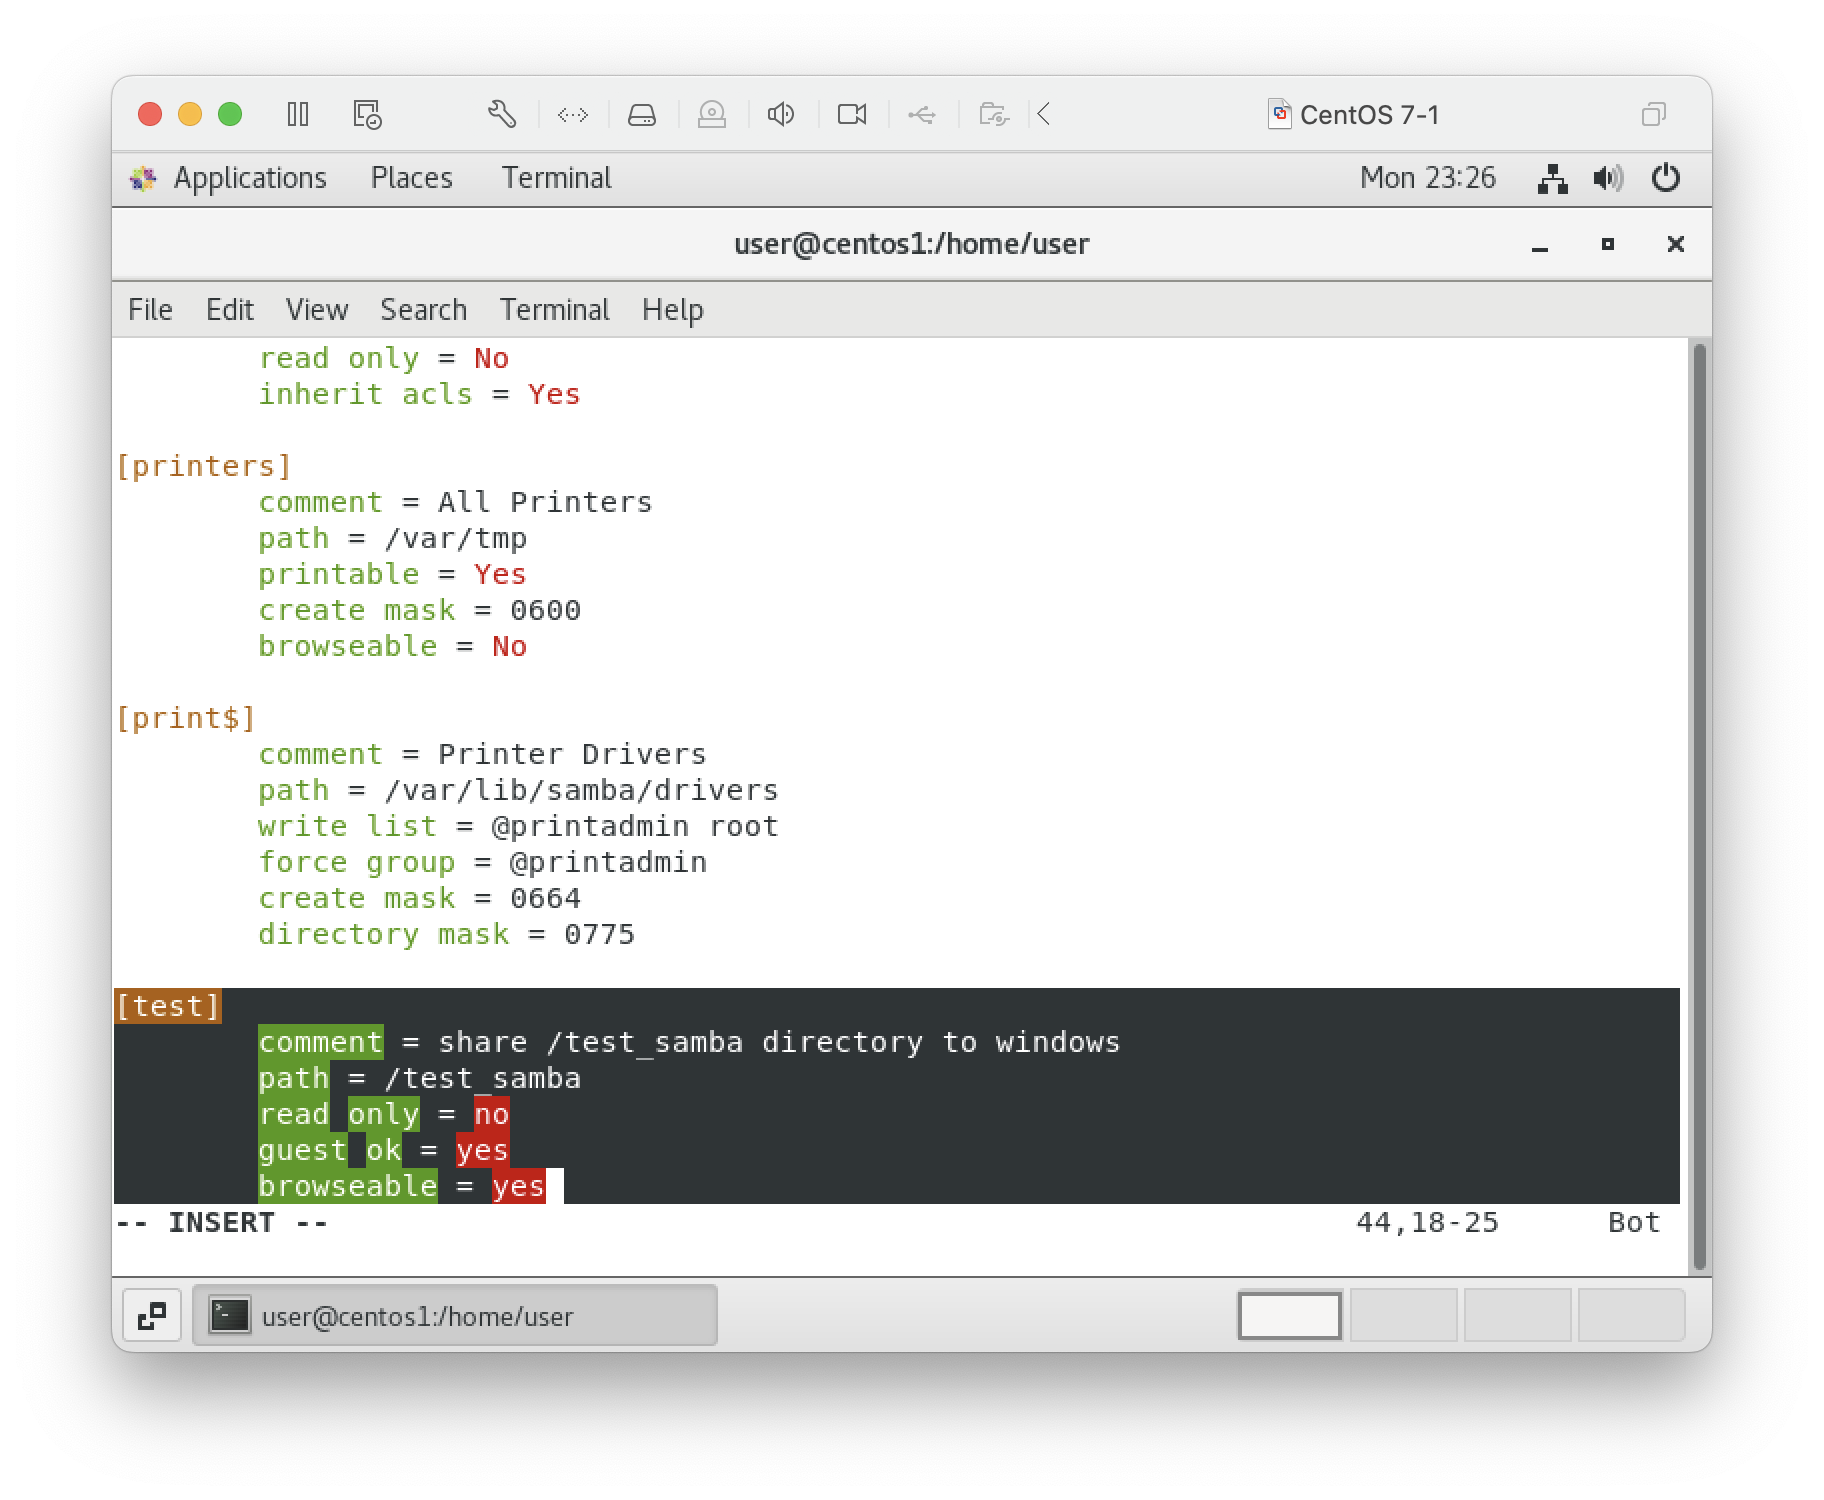 CentOS 7-1
Applications Places Terminal Mon 23:26
user@centos1:/home/user
File Edit View Search Terminal Help
read only = No
inherit acls = Yes
[printers]
comment = All Printers
path = /var/tmp
printable = Yes
create mask = 0600
browseable = No
[print$]
comment = Printer Drivers
path = /var/lib/samba/drivers
write list = @printadmin root
force group = @printadmin
create mask = 0664
directory mask = 0775
[test]
comment = share /test_samba directory to windows
path = /test_samba
read only = no
guest ok = yes
browseable = yes
-- INSERT -- 44,18-25 Bot
user@centos1:/home/user